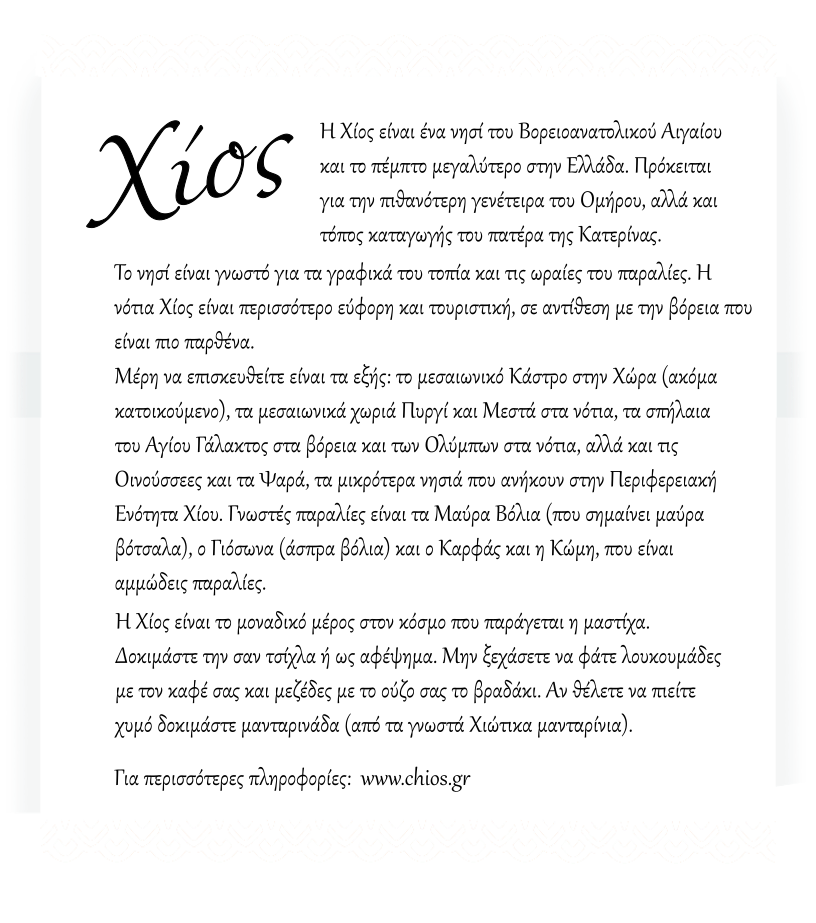 Χίος
Η Χίος είναι ένα νησί του Βορειοανατολικού Αιγαίου
και το πέμπτο μεγαλύτερο στην Ελλάδα. Πρόκειται
για την πιθανότερη γενέτειρα του Ομήρου, αλλά και
τόπος καταγωγής του πατέρα της Κατερίνας.
Το νησί είναι γνωστό για τα γραφικά του τοπία και τις ωραίες του παραλίες. Η
νότια Χίος είναι περισσότερο εύφορη και τουριστική, σε αντίθεση με την βόρεια που
είναι πιο παρθένα.
Μέρη να επισκευθείτε είναι τα εξής: το μεσαιωνικό Κάστρο στην Χώρα (ακόμα
κατοικούμενο), τα μεσαιωνικά χωριά Πυργί και Μεστά στα νότια, τα σπήλαια
του Αγίου Γάλακτος στα βόρεια και των Ολύμπων στα νότια, αλλά και τις
Οινούσσεες και τα Ψαρά, τα μικρότερα νησιά που ανήκουν στην Περιφερειακή
Ενότητα Χίου. Γνωστές παραλίες είναι τα Μαύρα Βόλια (που σημαίνει μαύρα
βότσαλα), ο Γιόσωνα (άσπρα βόλια) και ο Καρφάς και η Κώμη, που είναι
αμμώδεις παραλίες.
Η Χίος είναι το μοναδικό μέρος στον κόσμο που παράγεται η μαστίχα.
Δοκιμάστε την σαν τσίχλα ή ως αφέψημα. Μην ξεχάσετε να φάτε λουκουμάδες
με τον καφέ σας και μεζέδες με το ούζο σας το βραδάκι. Αν θέλετε να πιείτε
χυμό δοκιμάστε μανταρινάδα (από τα γνωστά Χιώτικα μανταρίνια).
Για περισσότερες πληροφορίες: www.chios.gr